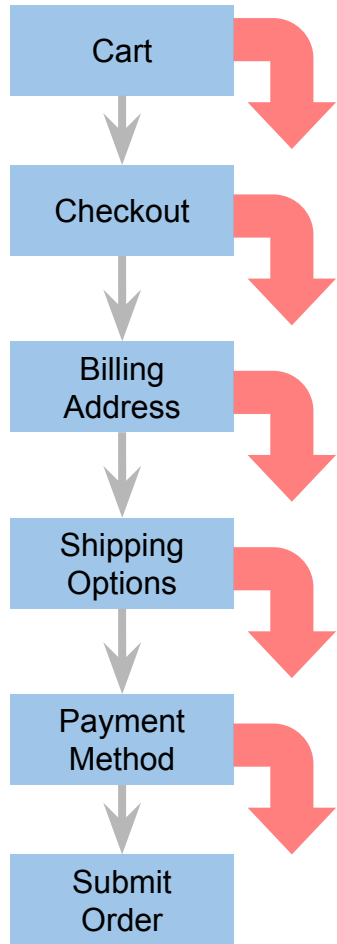 Cart
Checkout
Billing
Address
Shipping
Options
Payment
Method
Submit
Order